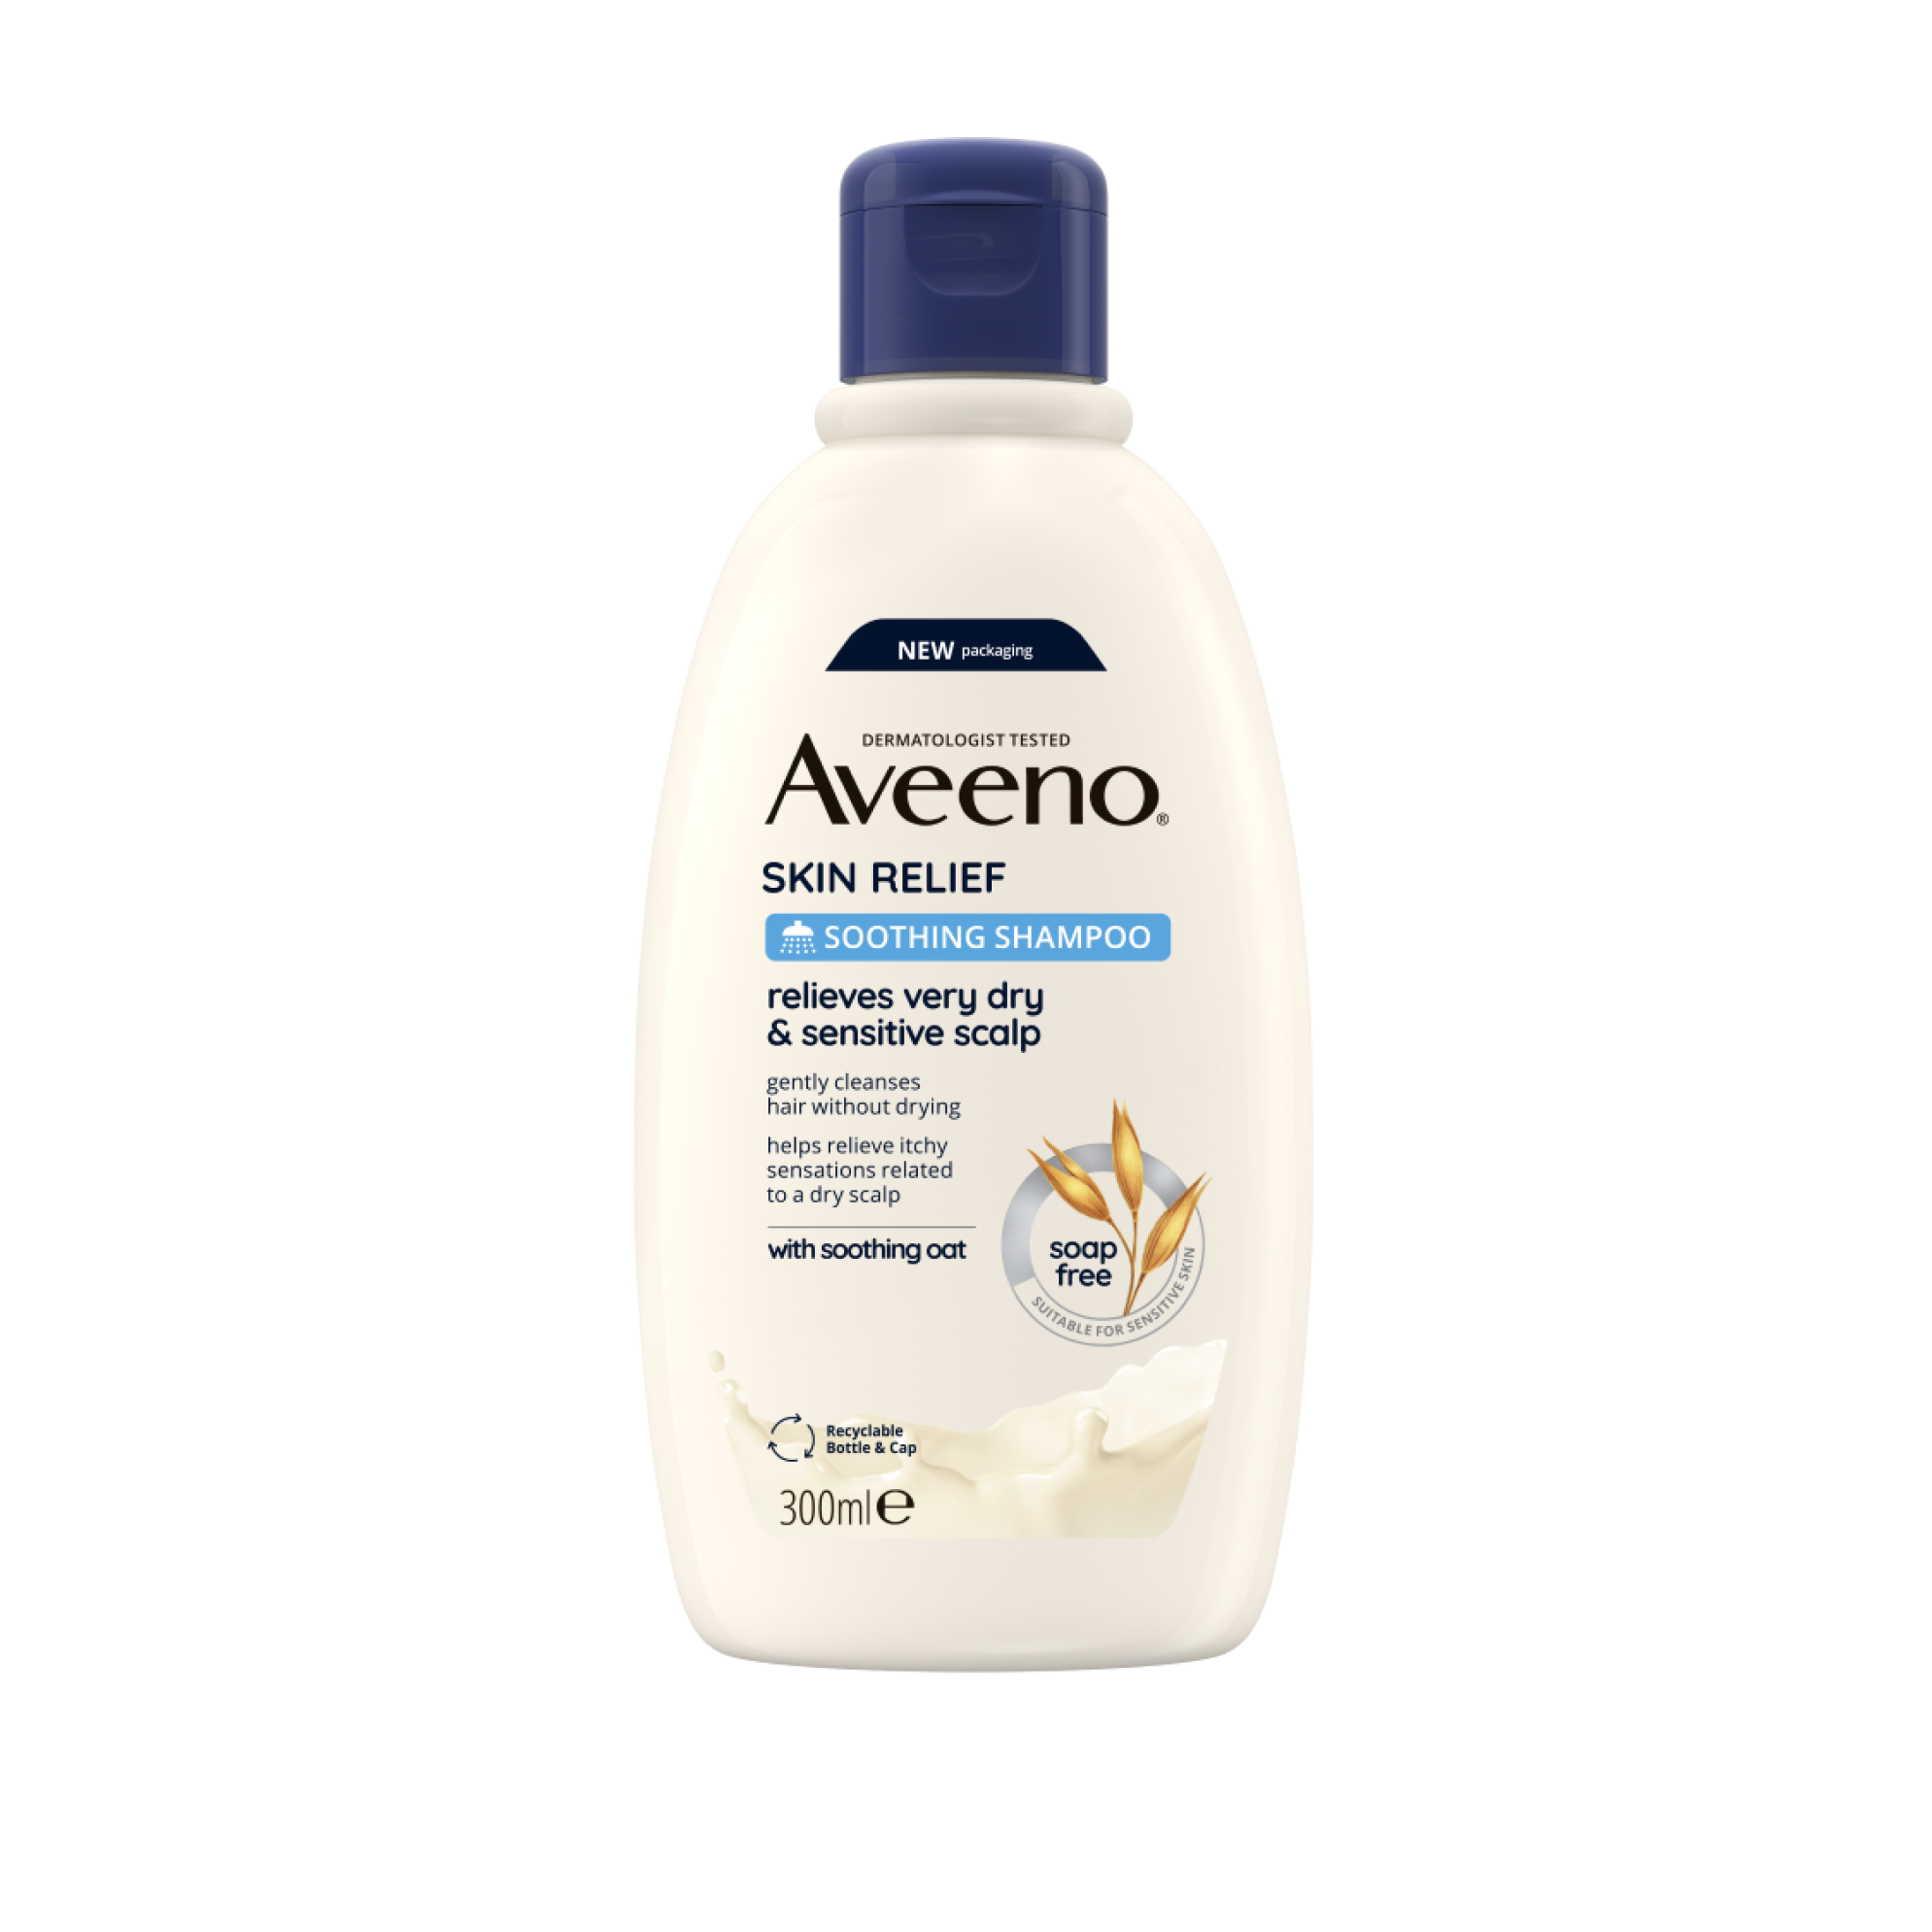 NEW packaging
DERMATOLOGIST TESTED
Aveeno®
SKIN RELIEF
SOOTHING SHAMPOO
relieves very dry
& sensitive scalp
gently cleanses
hair without drying
helps relieve itchy
sensations related
to a dry scalp
with soothing oat
soap
free
SUITABLE FOR SENSITIVE SKIN
Recyclable
Bottle & Cap
300ml℮